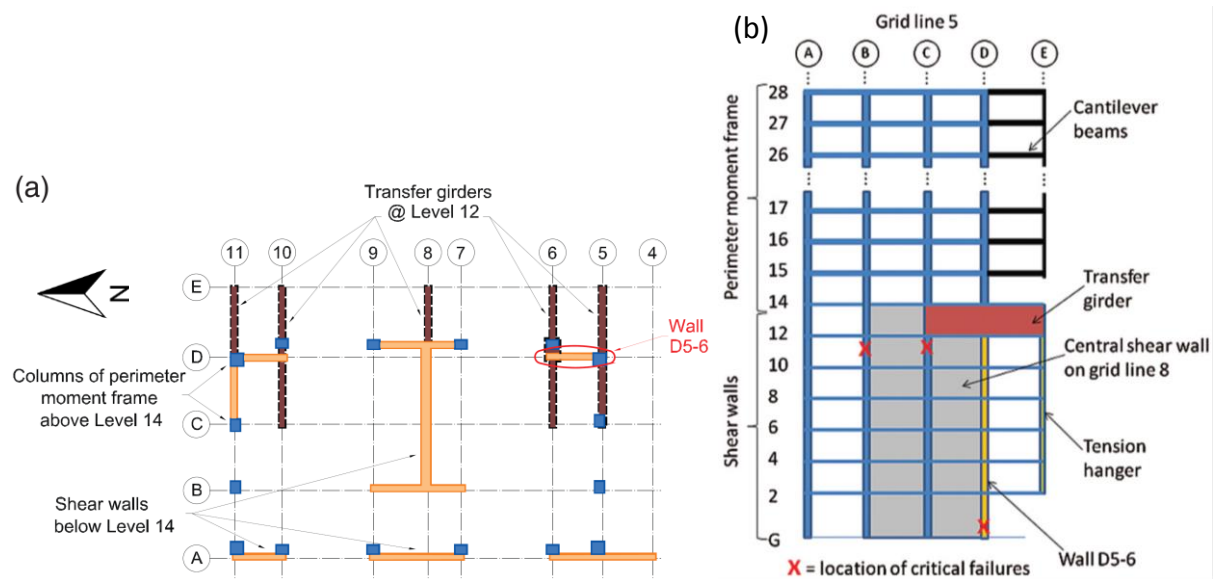 (a)
Transfer girders
@ Level 12
11
10
9
8
7
6
5
4
E
D
C
B
A
N
Wall
D5-6
Columns of perimeter
moment frame
above Level 14
Shear walls
below Level 14
(b)
Grid line 5
A
B
C
D
E
Perimeter moment frame
28
27
26
17
16
15
14
Shear walls
12
10
8
6
4
2
G
Cantilever
beams
Transfer
girder
Central shear wall
on grid line 8
Tension
hanger
Wall D5-6
X = location of critical failures